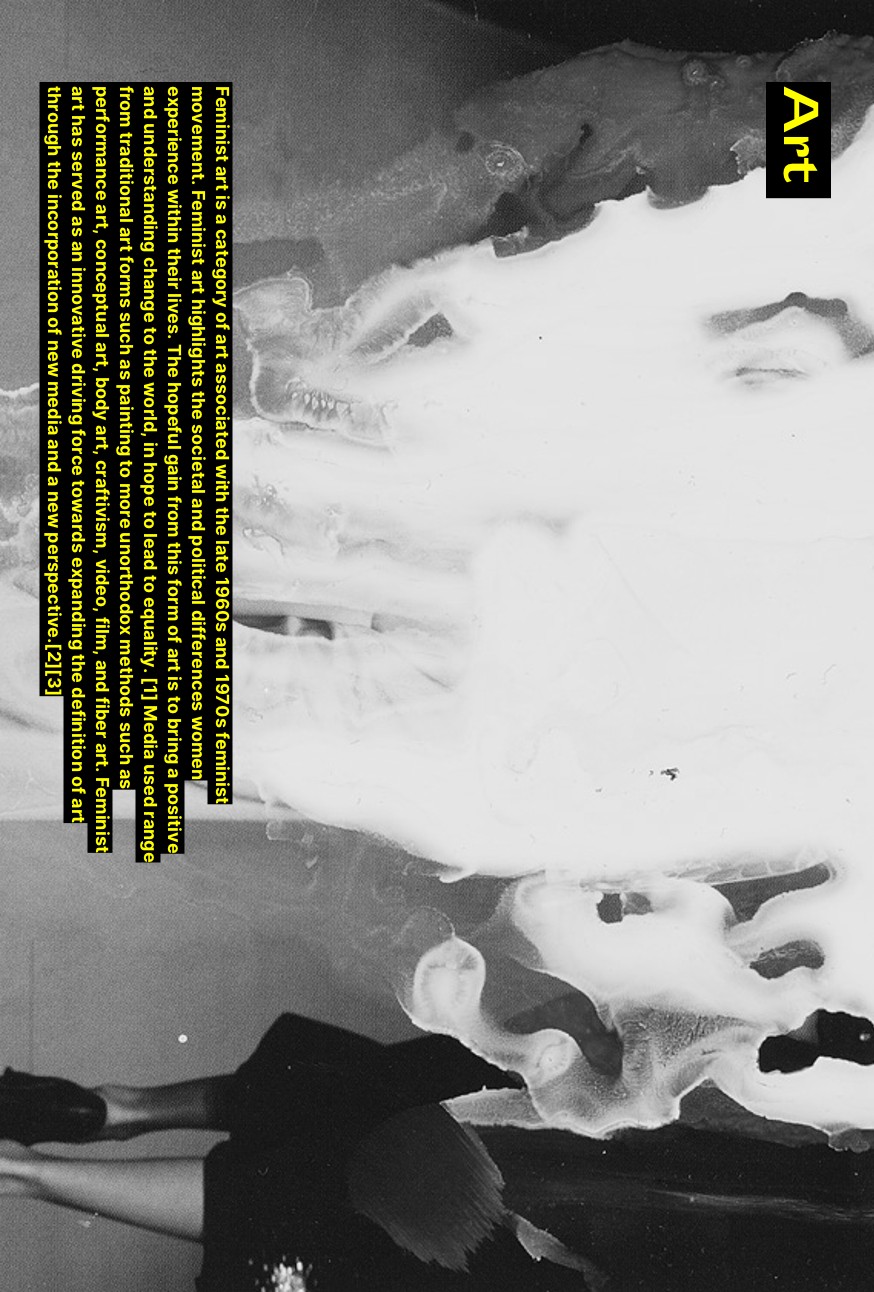 Art
Feminist art is a category of art associated with the late 1960s and 1970s feminist
movement. Feminist art highlights the societal and political differences women
experience within their lives. The hopeful gain from this form of art is to bring a positive
and understanding change to the world, in hope to lead to equality. [1] Media used range
from traditional art forms such as painting to more unorthodox methods such as
performance art, conceptual art, body art, craftivism, video, film, and fiber art. Feminist
art has served as an innovative driving force towards expanding the definition of art
through the incorporation of new media and a new perspective.[2][3]